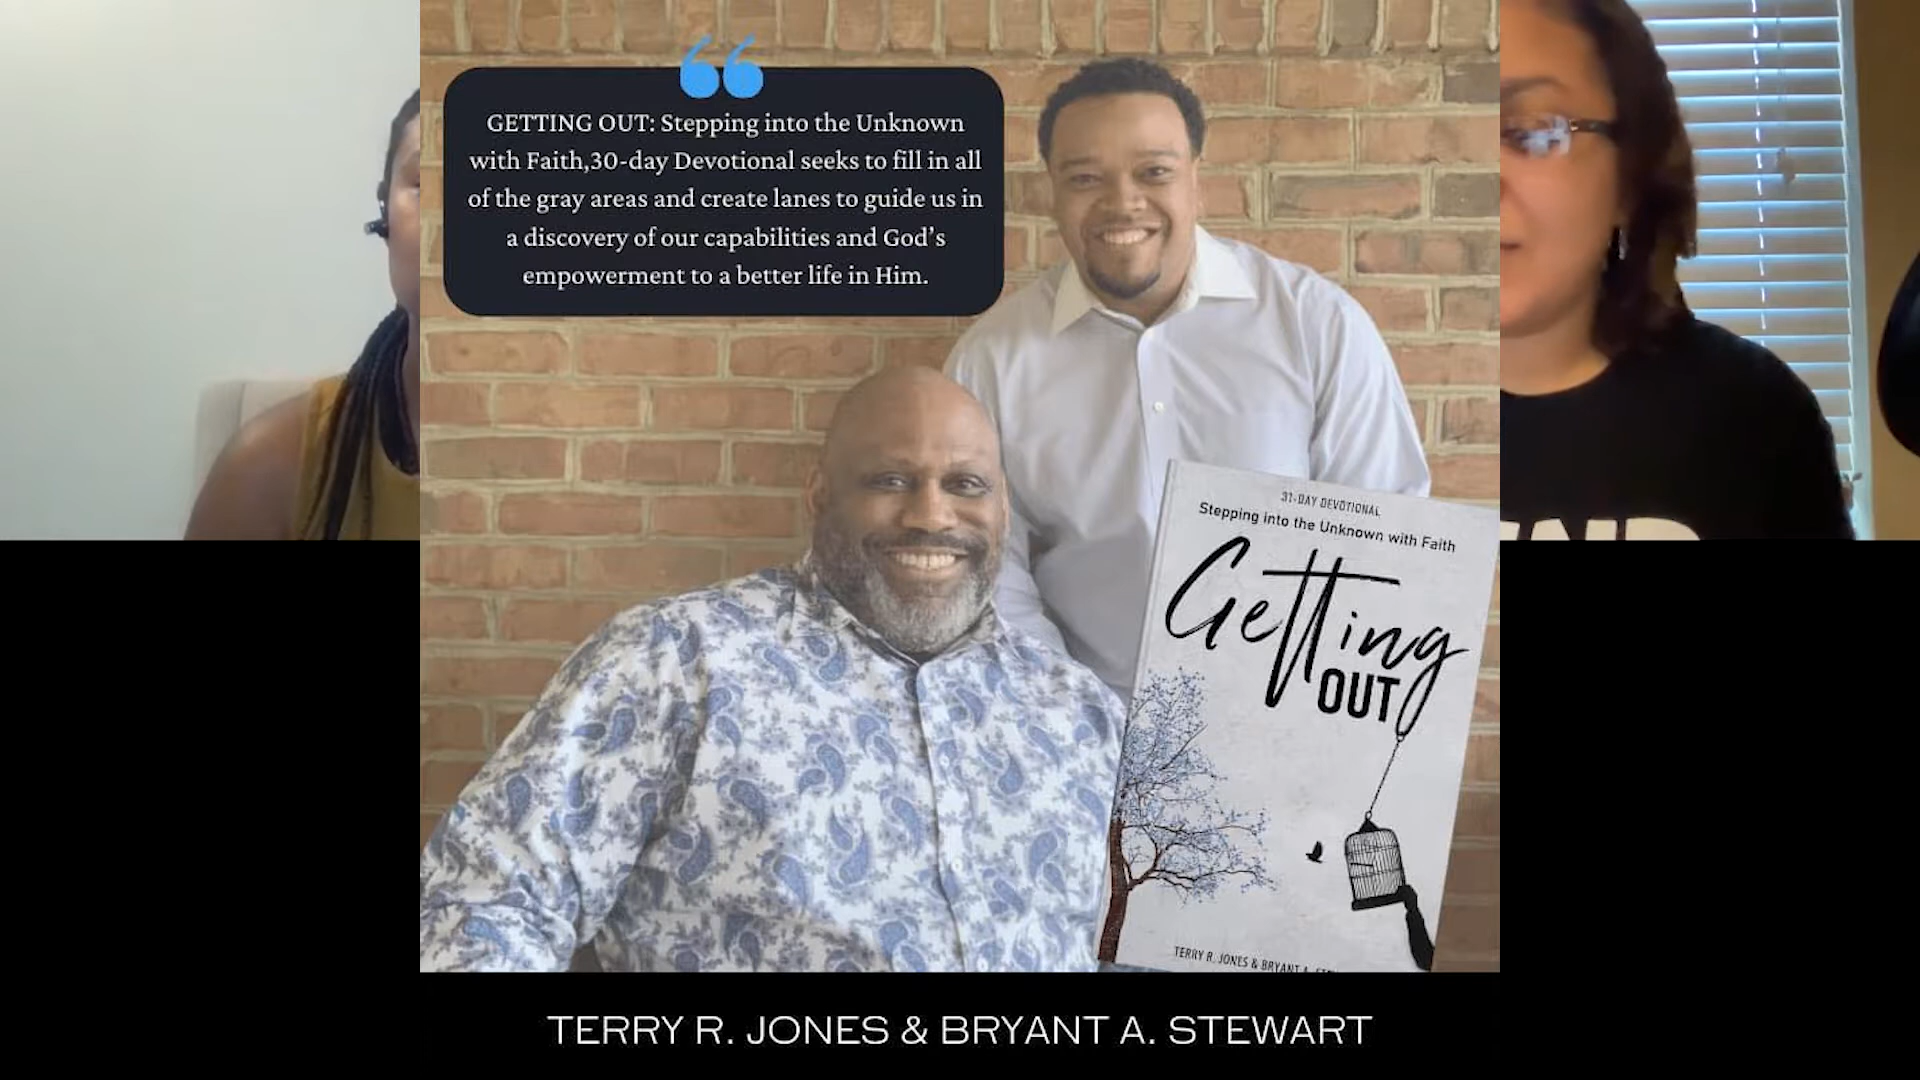 GETTING OUT: Stepping into the Unknown
with Faith,30-day Devotional seeks to fill in all
of the gray areas and create lanes to guide us in
a discovery of our capabilities and God’s
empowerment to a better life in Him.
31-DAY DEVOTIONAL
Stepping into the Unknown with Faith
Getting
OUT
TERRY R. JONES & BRYANT A.
TERRY R. JONES & BRYANT A. STEWART